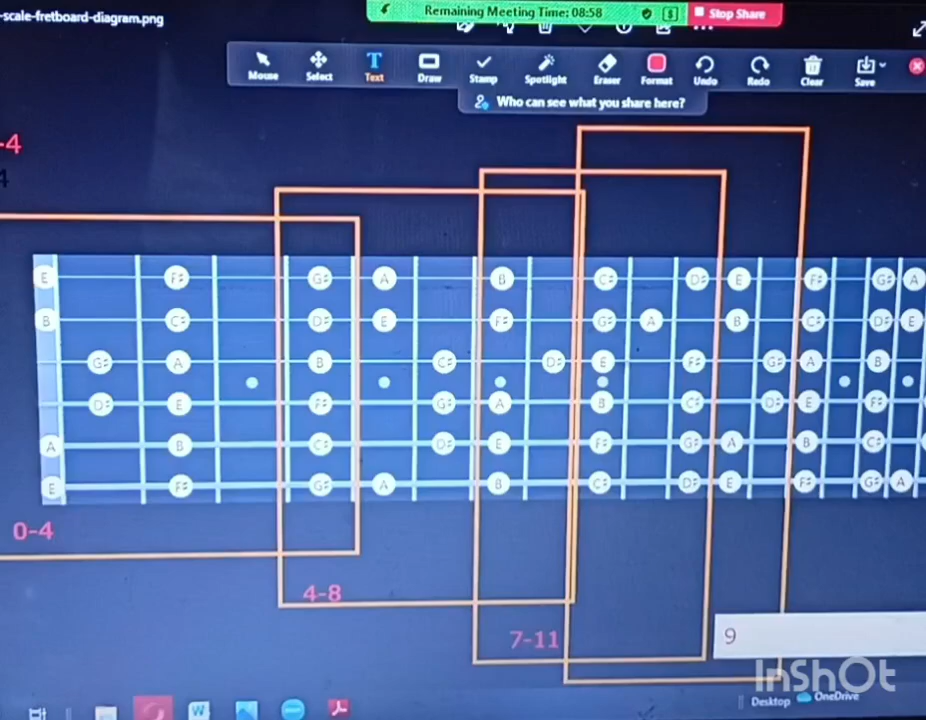 -scale-fretboard-diagram.png
Remaining Meeting Time: 08:58
Stop Share
Mouse Select Text Draw Stamp Spotlight Eraser Format Undo Redo Clear Save
Who can see what you share here?
-4
4
E F♯ G♯ A B C♯ D♯ E F♯ G♯ A
B C♯ D♯ E F♯ G♯ A B C♯ D♯ E
G♯ A B C♯ D♯ E F♯ G♯ A B
D♯ E F♯ G♯ A B C♯ D♯ E F♯
A B C♯ D♯ E F♯ G♯ A B C♯
E F♯ G♯ A B C♯ D♯ E F♯ G♯ A
0-4
4-8
7-11
9
InShOt
Desktop
OneDrive